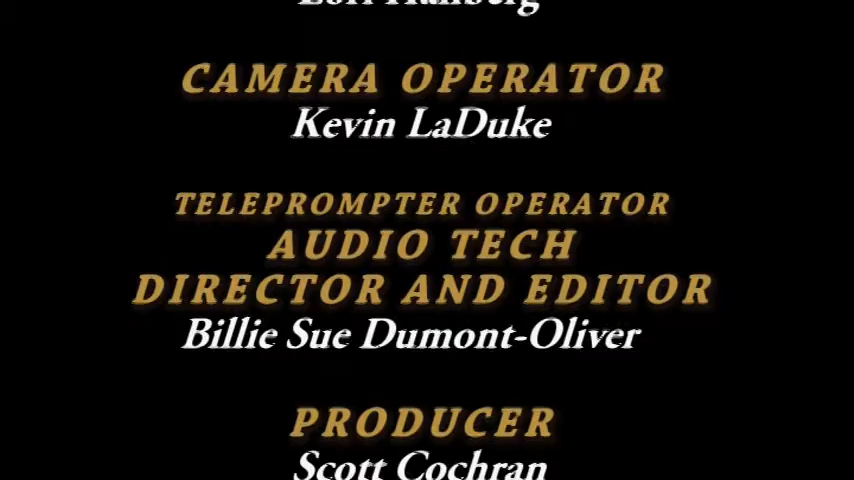 CAMERA OPERATOR
Kevin LaDuke
TELEPROMPTER OPERATOR
AUDIO TECH
DIRECTOR AND EDITOR
Billie Sue Dumont-Oliver
PRODUCER
Scott Cochran